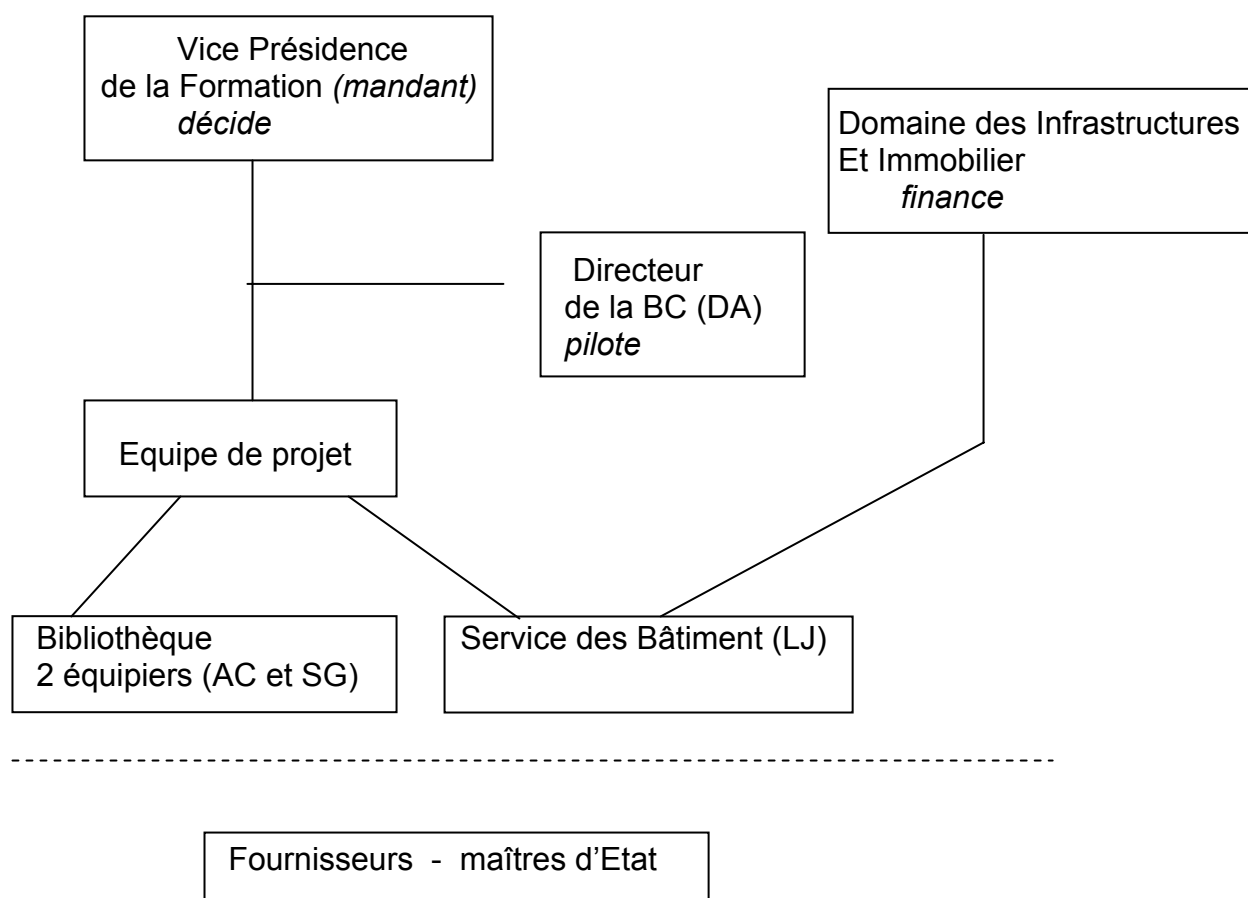 Vice Présidence
de la Formation (mandant)
décide
Domaine des Infrastructures
Et Immobilier
finance
Directeur
de la BC (DA)
pilote
Equipe de projet
Bibliothèque
2 équipiers (AC et SG)
Service des Bâtiment (LJ)
Fournisseurs - maîtres d'Etat